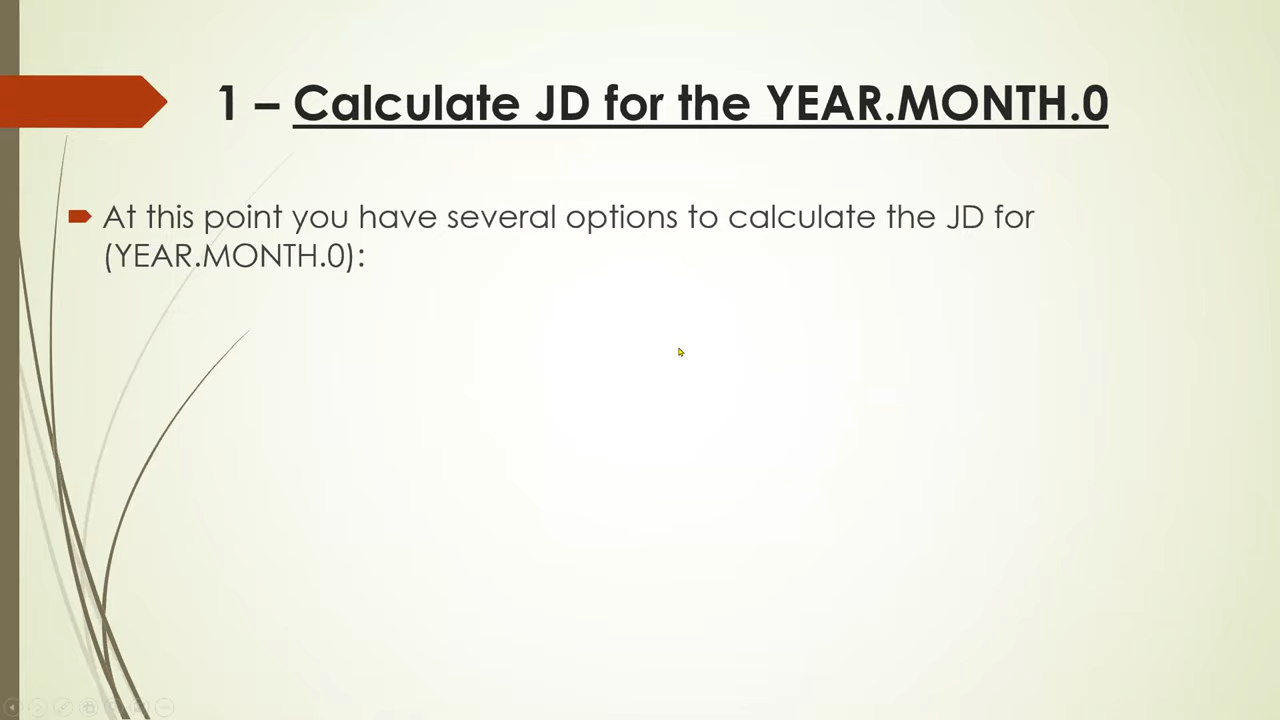 1 – Calculate JD for the YEAR.MONTH.0
At this point you have several options to calculate the JD for
(YEAR.MONTH.0):